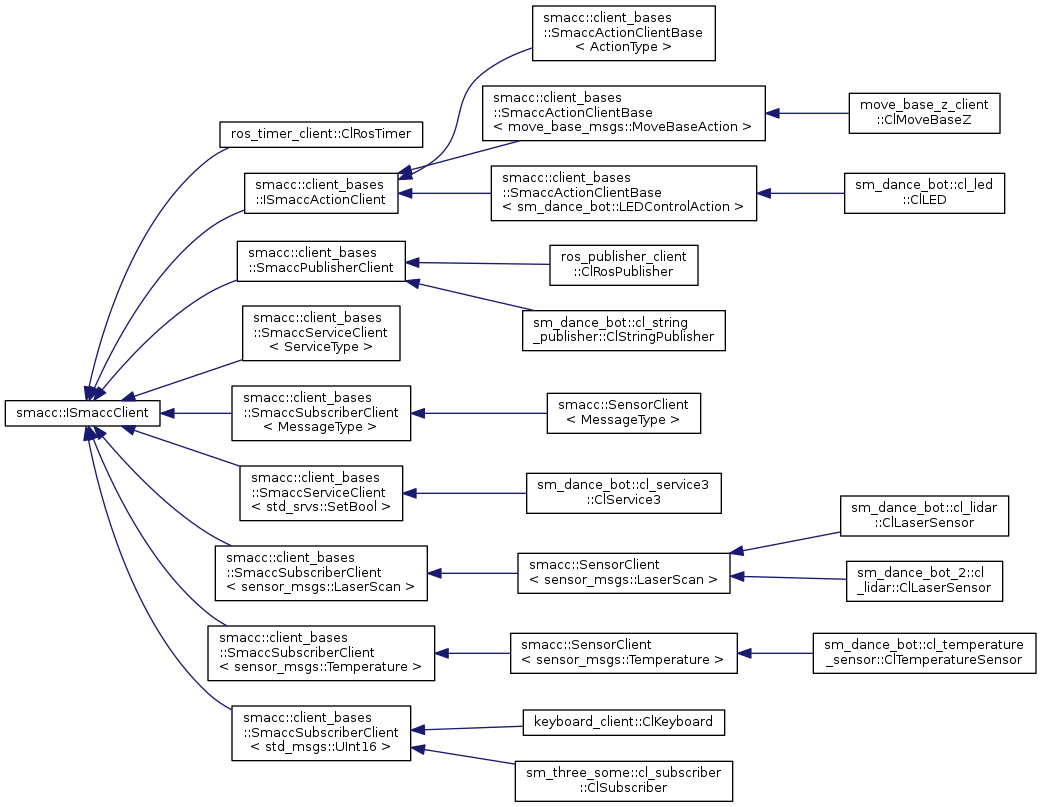 smacc::client_bases
::SmaccActionClientBase
< ActionType >
smacc::client_bases
::SmaccActionClientBase
< move_base_msgs::MoveBaseAction >
move_base_z_client
::ClMoveBaseZ
ros_timer_client::ClRosTimer
smacc::client_bases
::ISmaccActionClient
smacc::client_bases
::SmaccActionClientBase
< sm_dance_bot::LEDControlAction >
sm_dance_bot::cl_led
::ClLED
smacc::client_bases
::SmaccPublisherClient
ros_publisher_client
::ClRosPublisher
smacc::client_bases
::SmaccServiceClient
< ServiceType >
sm_dance_bot::cl_string
_publisher::ClStringPublisher
smacc::ISmaccClient
smacc::client_bases
::SmaccSubscriberClient
< MessageType >
smacc::SensorClient
< MessageType >
smacc::client_bases
::SmaccServiceClient
< std_srvs::SetBool >
sm_dance_bot::cl_service3
::ClService3
smacc::client_bases
::SmaccSubscriberClient
< sensor_msgs::LaserScan >
smacc::SensorClient
< sensor_msgs::LaserScan >
sm_dance_bot::cl_lidar
::ClLaserSensor
sm_dance_bot_2::cl
_lidar::ClLaserSensor
smacc::client_bases
::SmaccSubscriberClient
< sensor_msgs::Temperature >
smacc::SensorClient
< sensor_msgs::Temperature >
sm_dance_bot::cl_temperature
_sensor::ClTemperatureSensor
smacc::client_bases
::SmaccSubscriberClient
< std_msgs::UInt16 >
keyboard_client::ClKeyboard
sm_three_some::cl_subscriber
::ClSubscriber